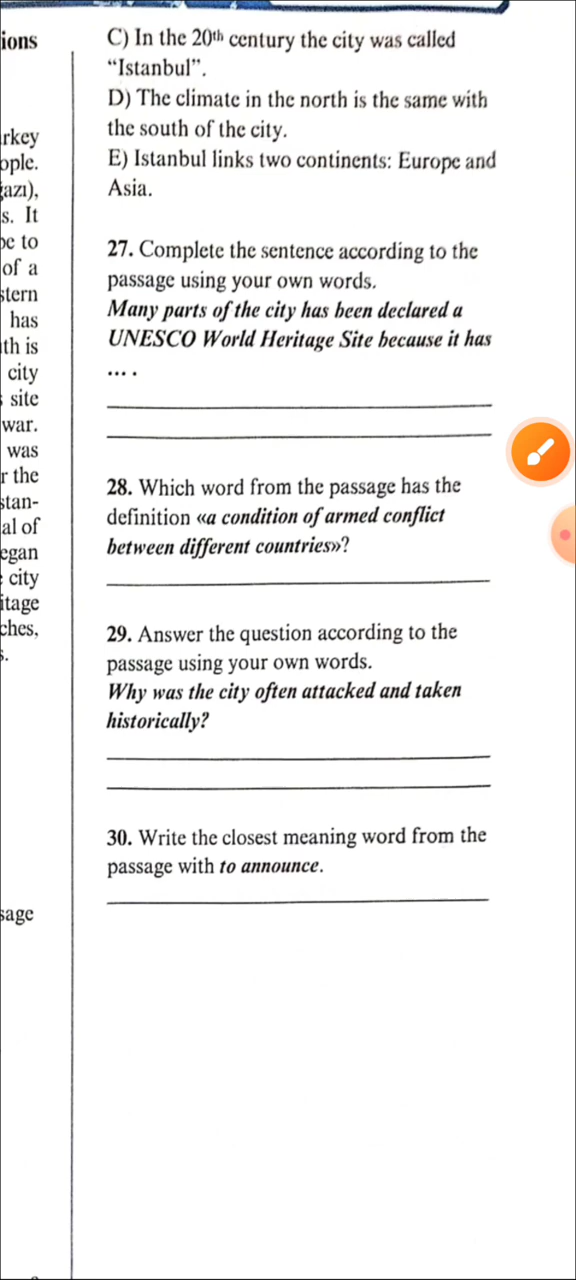 ions
rkey
ople.
ğazı),
s. It
be to
of a
stern
has
th is
city
site
war.
was
r the
stan-
al of
egan
city
itage
ches,
s.
sage
C) In the 20th century the city was called
“Istanbul”.
D) The climate in the north is the same with
the south of the city.
E) Istanbul links two continents: Europe and
Asia.
27. Complete the sentence according to the
passage using your own words.
Many parts of the city has been declared a
UNESCO World Heritage Site because it has
... .
28. Which word from the passage has the
definition «a condition of armed conflict
between different countries»?
29. Answer the question according to the
passage using your own words.
Why was the city often attacked and taken
historically?
30. Write the closest meaning word from the
passage with to announce.